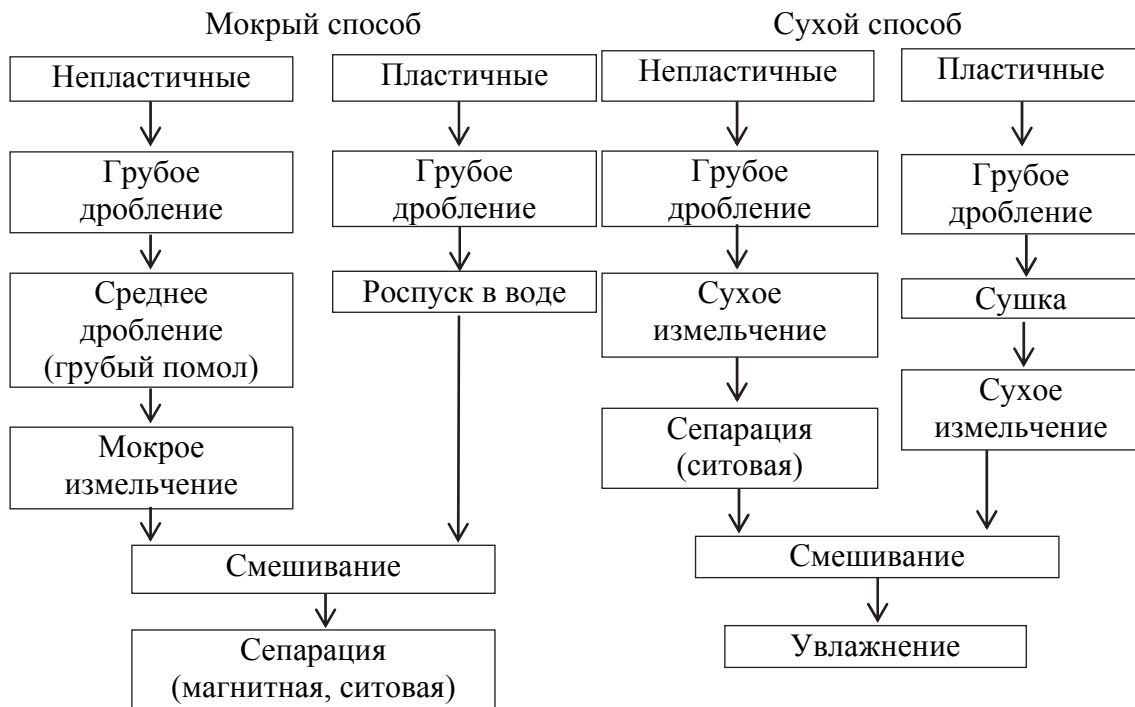 Мокрый способ
Непластичные
Грубое
дробление
Среднее
дробление
(грубый помол)
Мокрое
измельчение
Пластичные
Грубое
дробление
Роспуск в воде
Смешивание
Сепарация
(магнитная, ситовая)
Сухой способ
Непластичные
Грубое
дробление
Сухое
измельчение
Сепарация
(ситовая)
Пластичные
Грубое
дробление
Сушка
Сухое
измельчение
Смешивание
Увлажнение